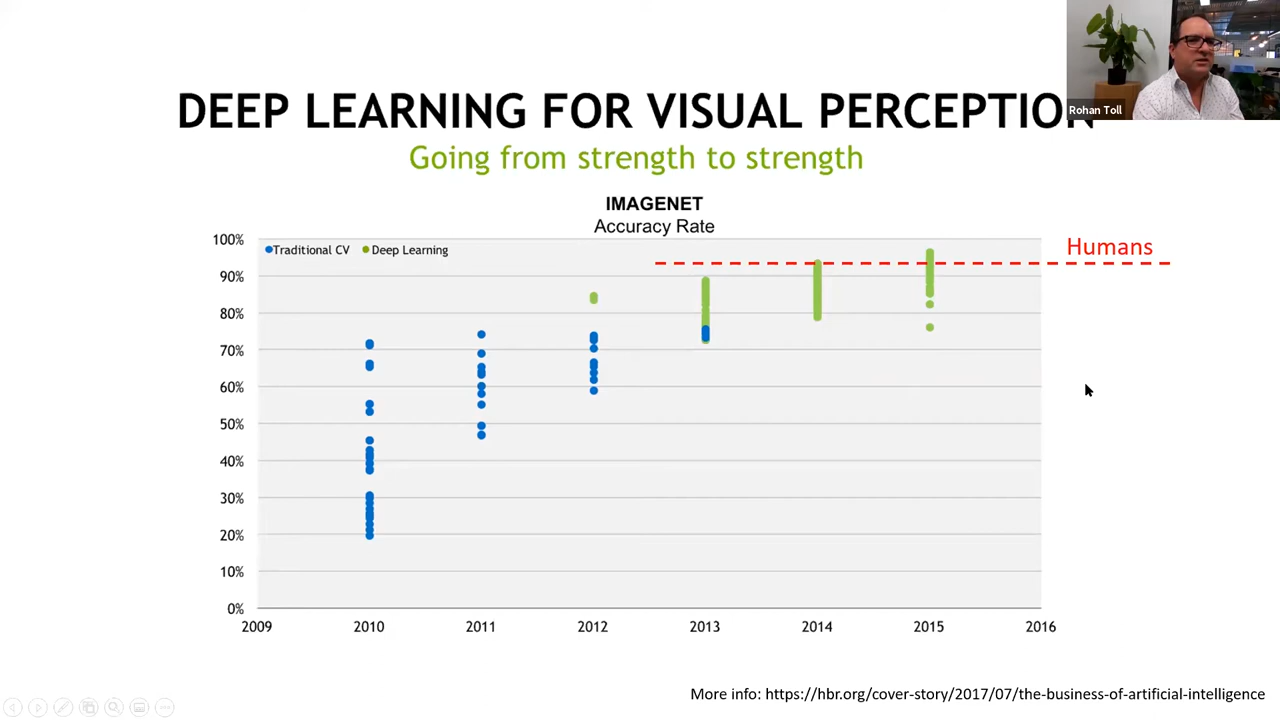 Rohan Toll
DEEP LEARNING FOR VISUAL PERCEPTION
Going from strength to strength
IMAGENET
Accuracy Rate
Traditional CV Deep Learning
Humans
100%
90%
80%
70%
60%
50%
40%
30%
20%
10%
0%
2009 2010 2011 2012 2013 2014 2015 2016
More info: https://hbr.org/cover-story/2017/07/the-business-of-artificial-intelligence